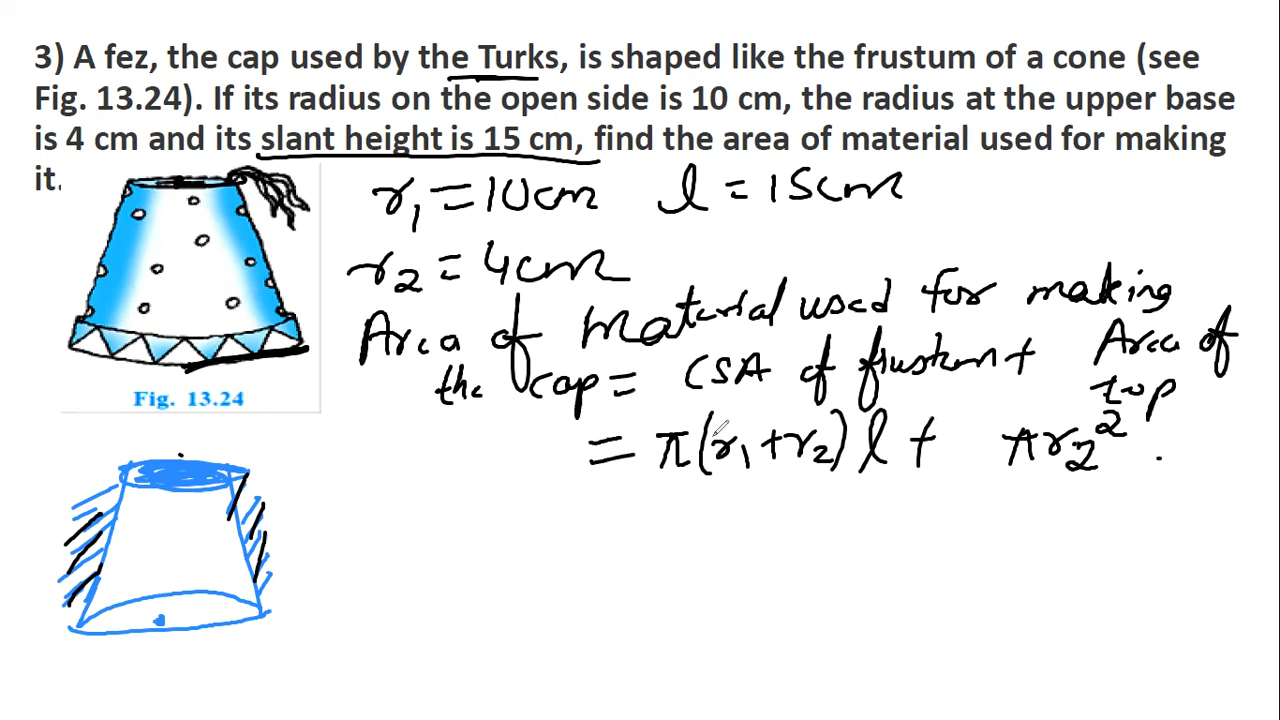 3) A fez, the cap used by the Turks, is shaped like the frustum of a cone (see
Fig. 13.24). If its radius on the open side is 10 cm, the radius at the upper base
is 4 cm and its slant height is 15 cm, find the area of material used for making
it.
r₁ = 10cm l = 15cm
r₂ = 4cm
Area of Material used for making
the cap = CSA of frustum + Area of
top
= π(r₁+r₂)l + πr₂².
Fig. 13.24